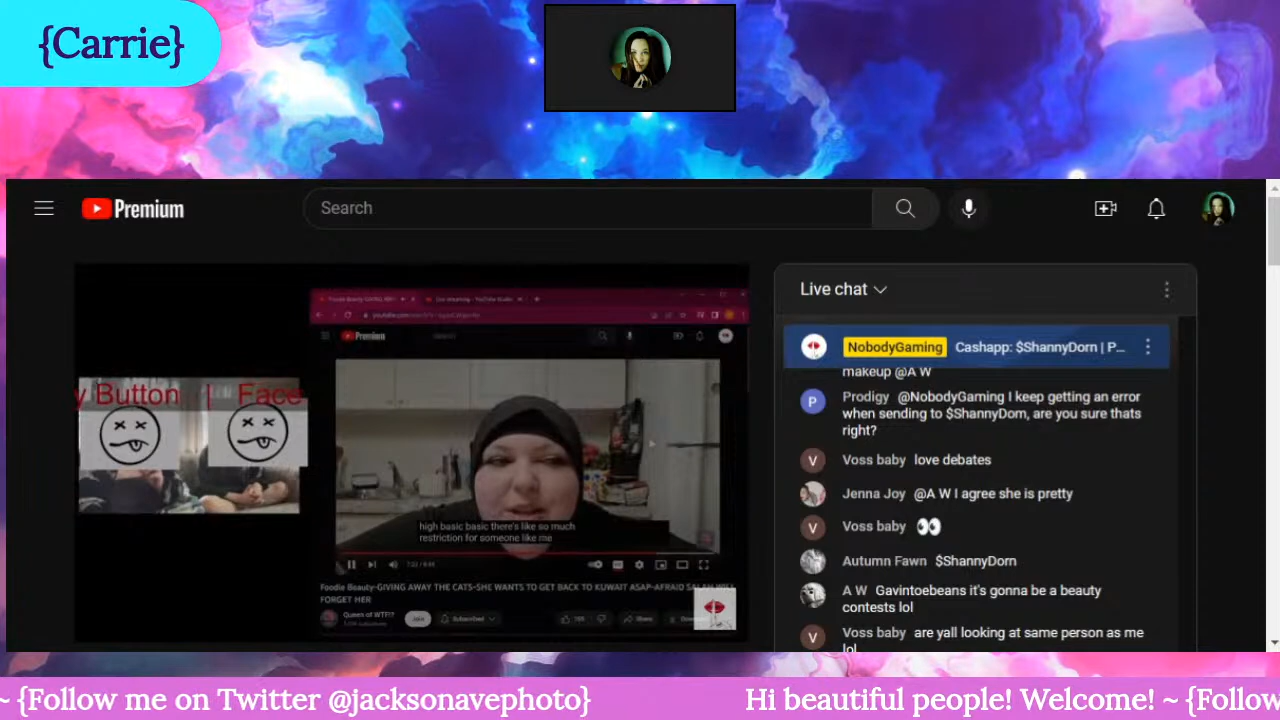 {Carrie}
Premium
Search
Live chat
NobodyGaming Cashapp: $ShannyDorn | P...
makeup @A W
P Prodigy @NobodyGaming I keep getting an error
when sending to $ShannyDom, are you sure thats
right?
V Voss baby love debates
Jenna Joy @A W I agree she is pretty
V Voss baby 👀
Autumn Fawn $ShannyDorn
A W Gavintoebeans it's gonna be a beauty
contests lol
V Voss baby are yall looking at same person as me
lol
y Button | Face
Premium
high basic basic there's like so much
restriction for someone like me
Foodie Beauty-GIVING AWAY THE CATS-SHE WANTS TO GET BACK TO KUWAIT ASAP-AFRAID SALAH WILL
FORGET HER
Queen of WTF!?
Subscribed
Share
~ {Follow me on Twitter @jacksonavephoto} Hi beautiful people! Welcome! ~ {Follow